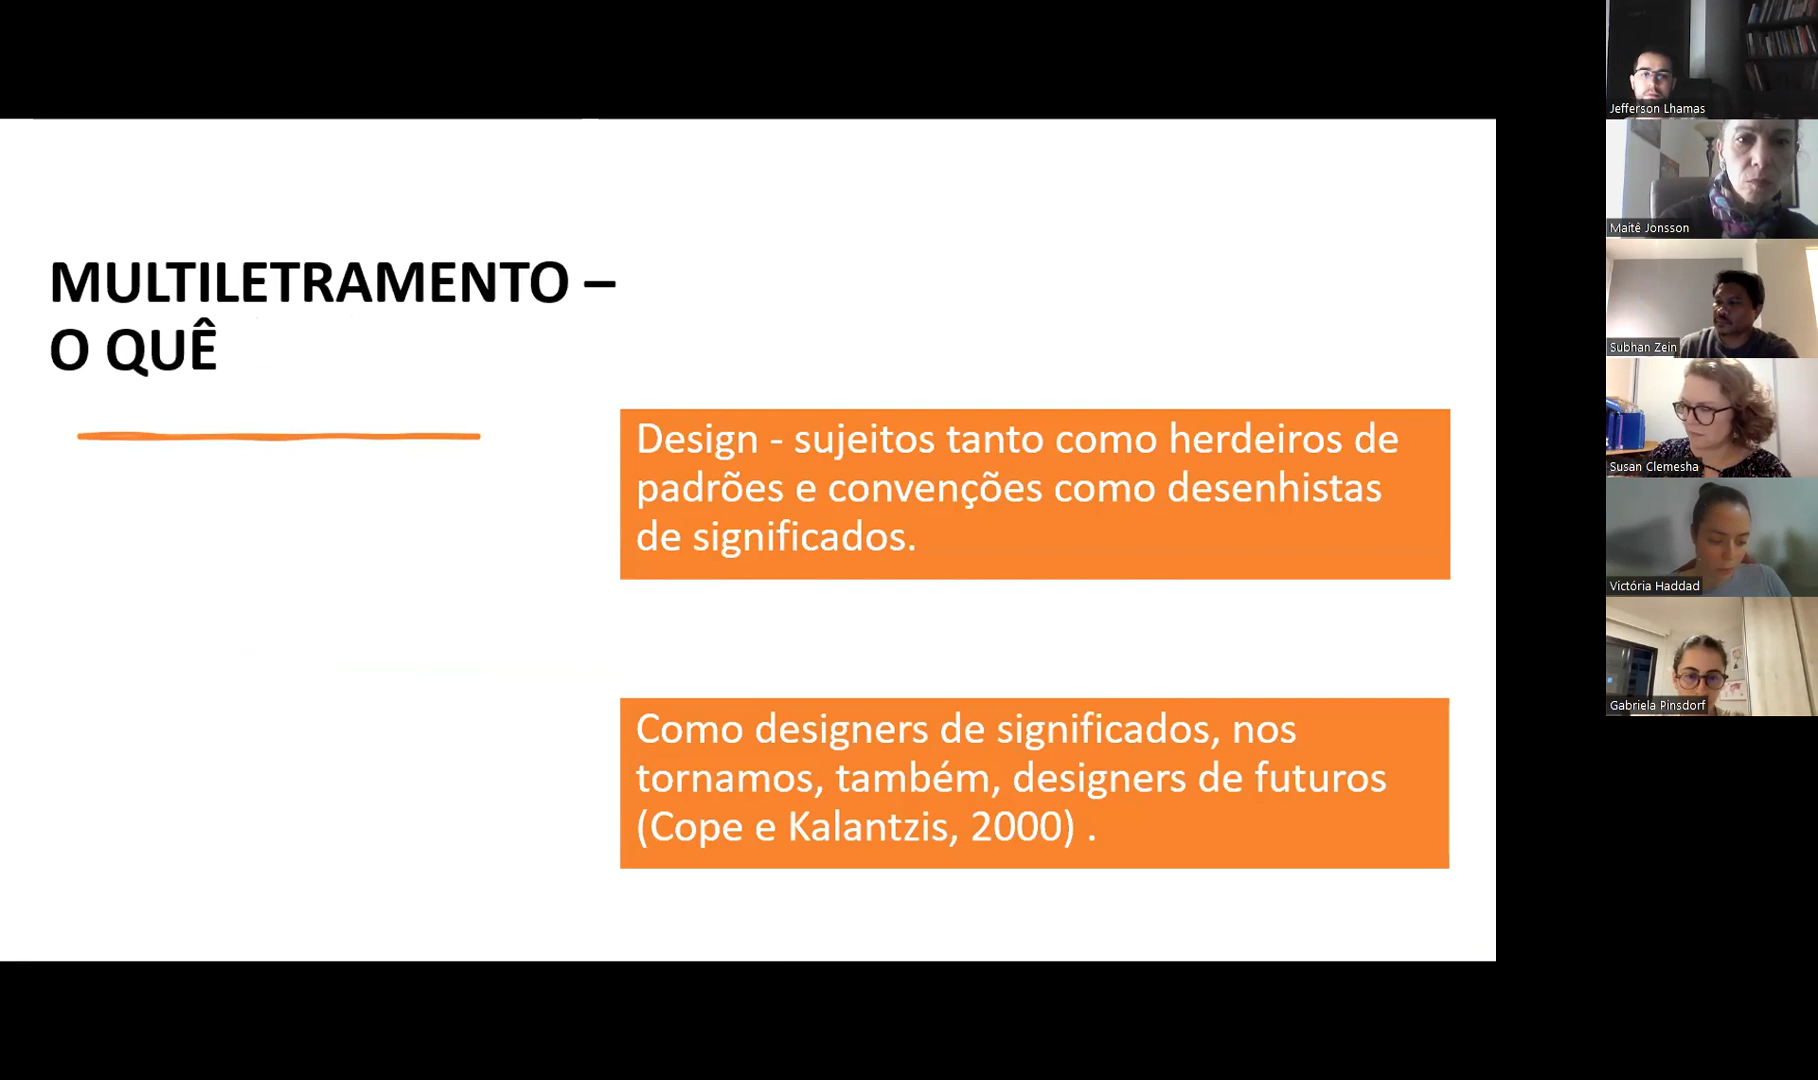 MULTILETRAMENTO –
O QUÊ
Design - sujeitos tanto como herdeiros de
padrões e convenções como desenhistas
de significados.
Como designers de significados, nos
tornamos, também, designers de futuros
(Cope e Kalantzis, 2000) .
Jefferson Lhamas
Maitê Jonsson
Subhan Zein
Susan Clemesha
Victória Haddad
Gabriela Pinsdorf